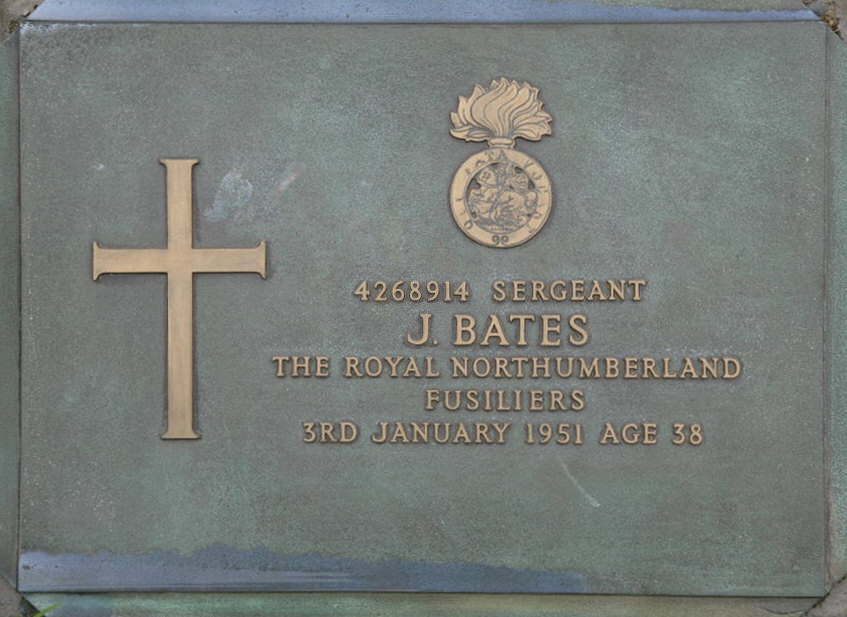 4268914 SERGEANT
J. BATES
THE ROYAL NORTHUMBERLAND
FUSILIERS
3RD JANUARY 1951 AGE 38